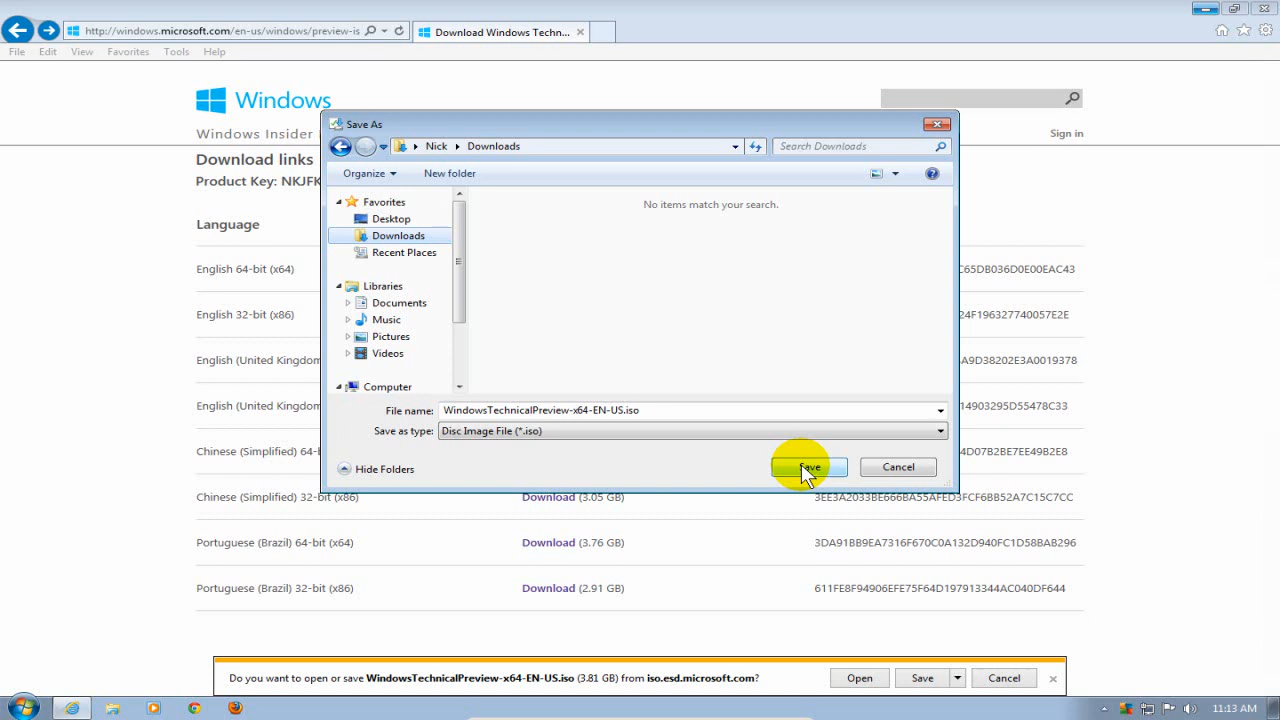 http://windows.microsoft.com/en-us/windows/preview-is
Download Windows Techn...
File Edit View Favorites Tools Help
Windows
Windows Insider
Sign in
Download links
Product Key: NKJFK
Language
English 64-bit (x64)
C65DB036D0E00EAC43
English 32-bit (x86)
24F196327740057E2E
English (United Kingdom
A9D38202E3A0019378
English (United Kingdom
14903295D55478C33
Chinese (Simplified) 64-b
4D07B2BE7EE49B2E8
Chinese (Simplified) 32-bit (x86) Download (3.05 GB) 3EE3A2033BE666BA55AFED3FCF6BB52A7C15C7CC
Portuguese (Brazil) 64-bit (x64) Download (3.76 GB) 3DA91BB9EA7316F670C0A132D940FC1D58BAB296
Portuguese (Brazil) 32-bit (x86) Download (2.91 GB) 611FE8F94906EFE75F64D197913344AC040DF644
Save As
Nick Downloads
Search Downloads
Organize New folder
No items match your search.
Favorites
Desktop
Downloads
Recent Places
Libraries
Documents
Music
Pictures
Videos
Computer
File name: WindowsTechnicalPreview-x64-EN-US.iso
Save as type: Disc Image File (*.iso)
Hide Folders
Save Cancel
Do you want to open or save WindowsTechnicalPreview-x64-EN-US.iso (3.81 GB) from iso.esd.microsoft.com?
Open Save Cancel
11:13 AM